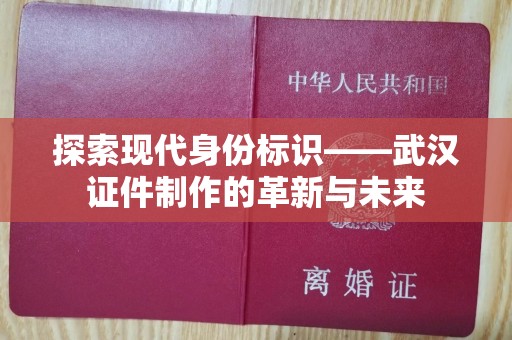 中华人民共和国
探索现代身份标识——武汉
证件制作的革新与未来
离婚证